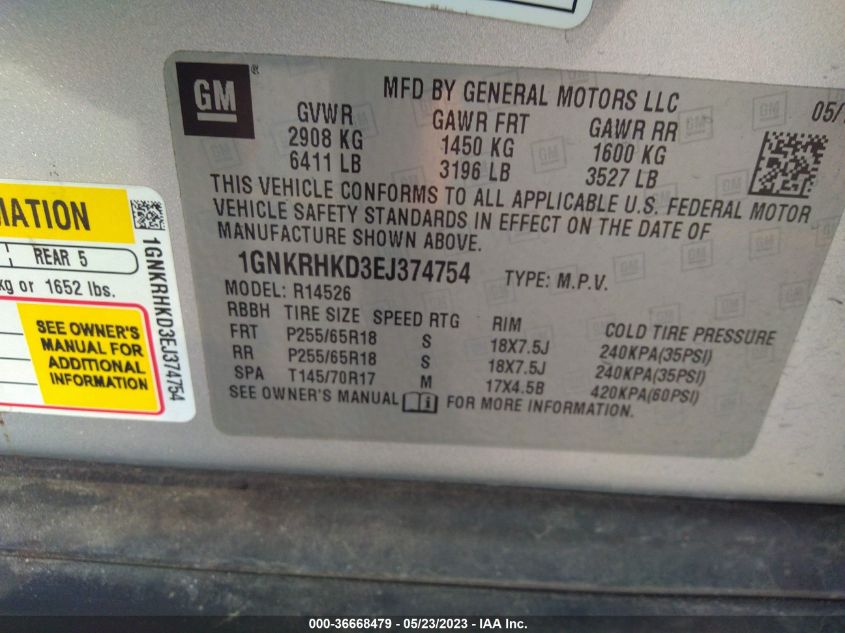 GM
®
MFD BY GENERAL MOTORS LLC
GVWR GAWR FRT GAWR RR
2908 KG 1450 KG 1600 KG
6411 LB 3196 LB 3527 LB
THIS VEHICLE CONFORMS TO ALL APPLICABLE U.S. FEDERAL MOTOR
VEHICLE SAFETY STANDARDS IN EFFECT ON THE DATE OF
MANUFACTURE SHOWN ABOVE.
1GNKRHKD3EJ374754 TYPE: M.P.V.
MODEL: R14526
RBBH TIRE SIZE SPEED RTG RIM COLD TIRE PRESSURE
FRT P255/65R18 S 18X7.5J 240KPA(35PSI)
RR P255/65R18 S 18X7.5J 240KPA(35PSI)
SPA T145/70R17 M 17X4.5B 420KPA(60PSI)
SEE OWNER'S MANUAL FOR MORE INFORMATION.
REAR 5
kg or 1652 lbs.
SEE OWNER'S
MANUAL FOR
ADDITIONAL
INFORMATION
1GNKRHKD3EJ374754
000-36668479 — 05/23/2023 — IAA Inc.